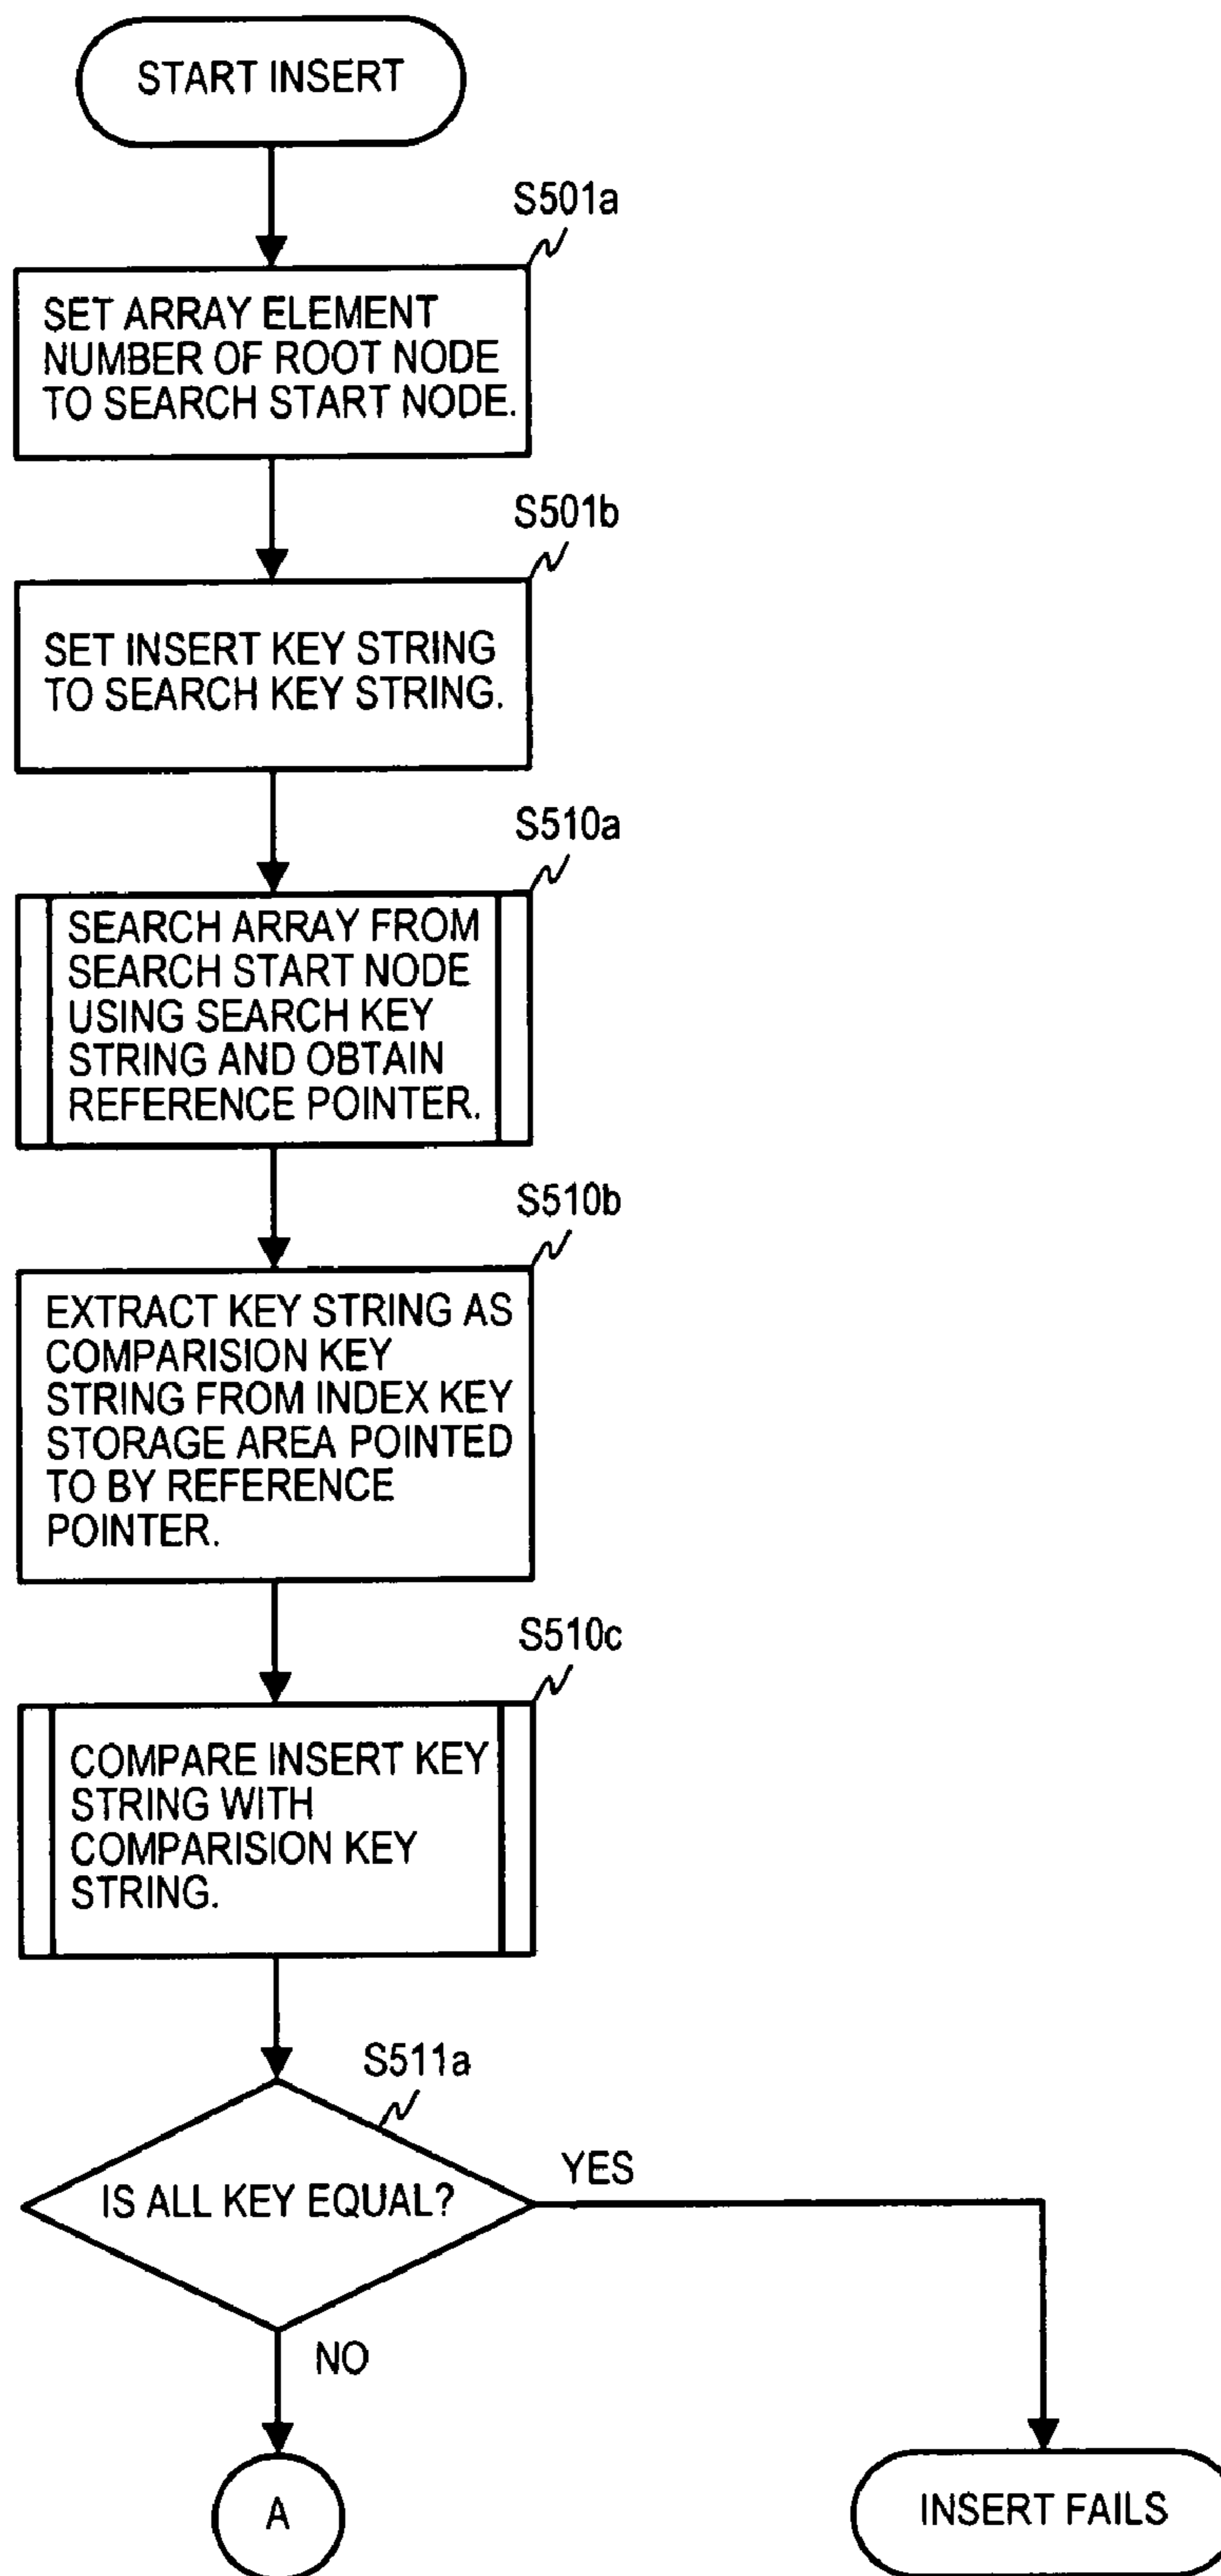 START INSERT
S501a
SET ARRAY ELEMENT
NUMBER OF ROOT NODE
TO SEARCH START NODE.
S501b
SET INSERT KEY STRING
TO SEARCH KEY STRING.
S510a
SEARCH ARRAY FROM
SEARCH START NODE
USING SEARCH KEY
STRING AND OBTAIN
REFERENCE POINTER.
S510b
EXTRACT KEY STRING AS
COMPARISION KEY
STRING FROM INDEX KEY
STORAGE AREA POINTED
TO BY REFERENCE
POINTER.
S510c
COMPARE INSERT KEY
STRING WITH
COMPARISION KEY
STRING.
S511a
IS ALL KEY EQUAL?
YES
NO
A
INSERT FAILS